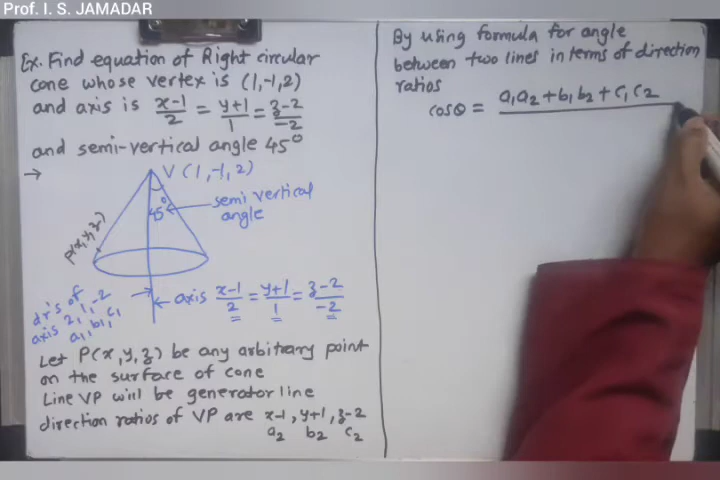 Prof. I. S. JAMADAR
Ex. Find equation of Right circular
cone whose vertex is (1,-1,2)
and axis is x-1/2 = y+1/1 = z-2/-2
and semi-vertical angle 45°
→
V (1,-1,2)
45°
semi vertical
angle
P(x,y,z)
dr's of
axis 2,1,-2
a₁,b₁,c₁
axis x-1/2 = y+1/1 = z-2/-2
Let P(x,y,z) be any arbitrary point
on the surface of cone
Line VP will be generator line
direction ratios of VP are x-1, y+1, z-2
a₂ b₂ c₂
By using formula for angle
between two lines in terms of direction
ratios
cosθ = a₁a₂+b₁b₂+c₁c₂